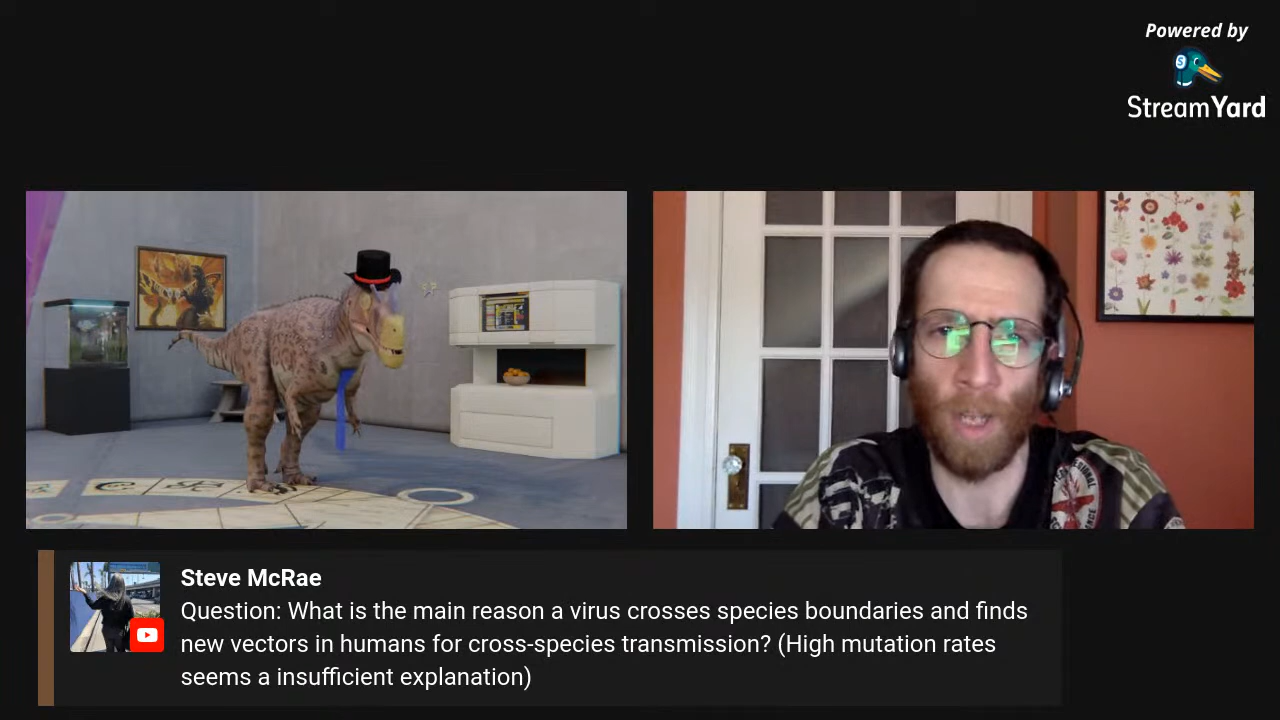 Powered by
StreamYard
Steve McRae
Question: What is the main reason a virus crosses species boundaries and finds
new vectors in humans for cross-species transmission? (High mutation rates
seems a insufficient explanation)